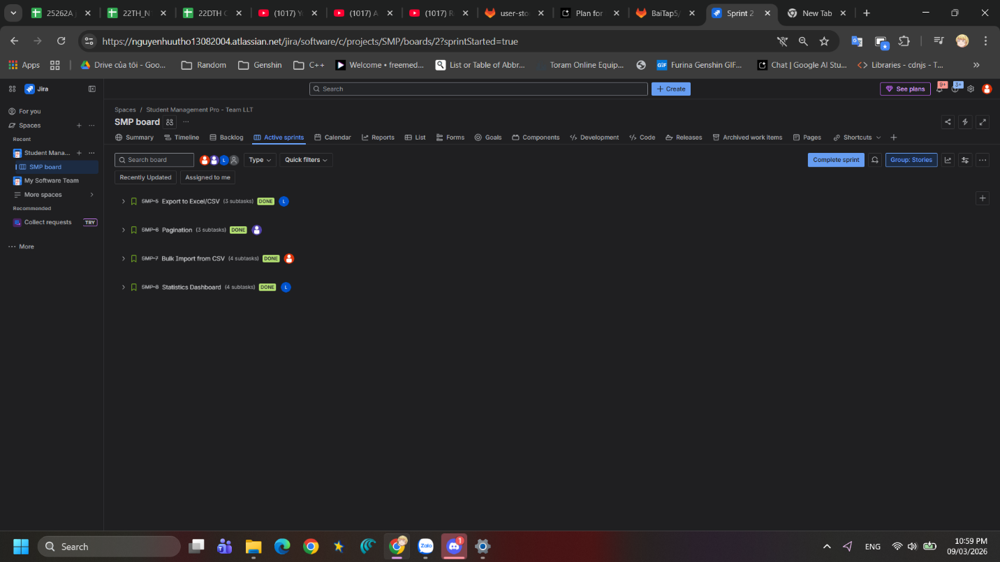 25262A
22TH_N
22DTH C
(1017) Y
(1017) A
(1017) R
user-sto
Plan for
BaiTap5/
Sprint 2
New Tab
https://nguyenhuutho13082004.atlassian.net/jira/software/c/projects/SMP/boards/2?sprintStarted=true
Apps
Drive của tôi - Goo...
Random
Genshin
C++
Welcome • freemed...
List or Table of Abbr...
Toram Online Equip...
Furina Genshin GIF...
Chat | Google AI Stu...
Libraries - cdnjs - T...
Jira
Search
Create
See plans
9+
3+
For you
Spaces
Recent
Student Mana...
SMP board
My Software Team
More spaces
Recommended
Collect requests TRY
More
Spaces / Student Management Pro - Team LLT
SMP board
Summary Timeline Backlog Active sprints Calendar Reports List Forms Goals Components Development Code Releases Archived work items Pages Shortcuts
Search board L Type Quick filters Complete sprint Group: Stories
Recently Updated Assigned to me
SMP-5 Export to Excel/CSV (3 subtasks) DONE L
SMP-6 Pagination (3 subtasks) DONE
SMP-7 Bulk Import from CSV (4 subtasks) DONE
SMP-8 Statistics Dashboard (4 subtasks) DONE L
Search
Zalo
1
ENG
10:59 PM
09/03/2026